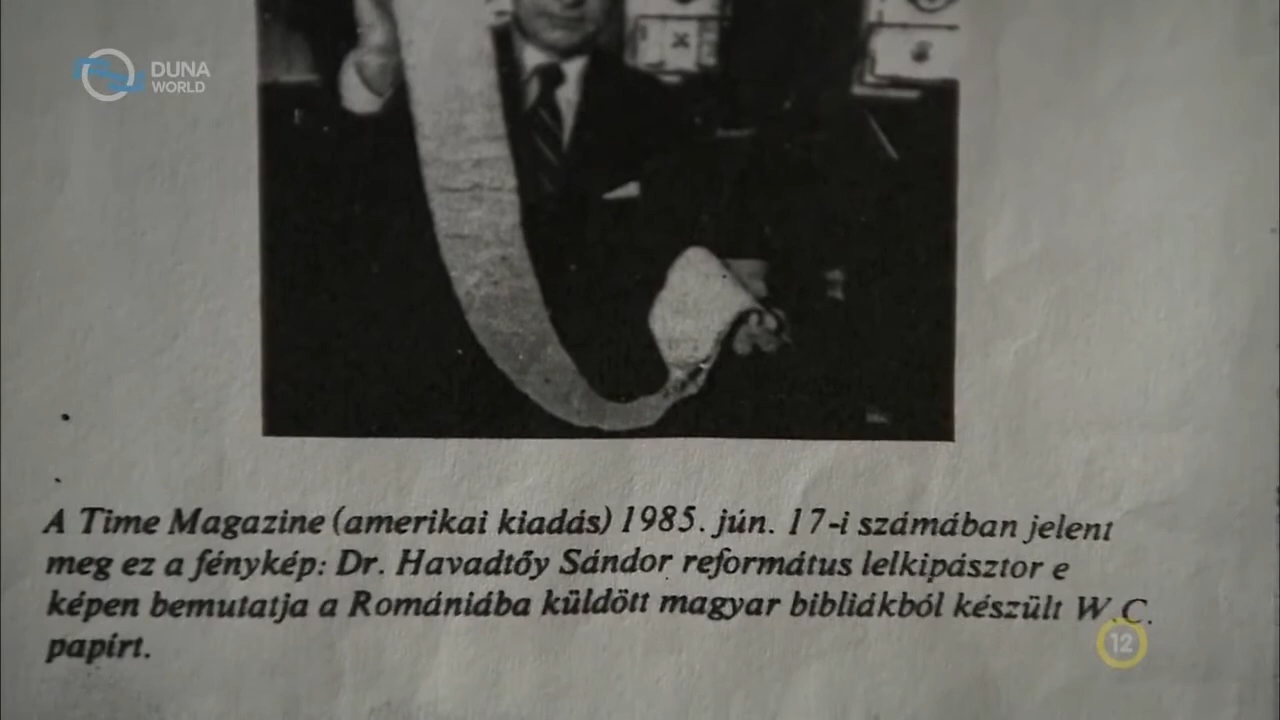 DUNA
WORLD
A Time Magazine (amerikai kiadás) 1985. jún. 17-i számában jelent
meg ez a fénykép: Dr. Havadtőy Sándor református lelkipásztor e
képen bemutatja a Romániába küldött magyar bibliákból készült W.C.
papírt.
12